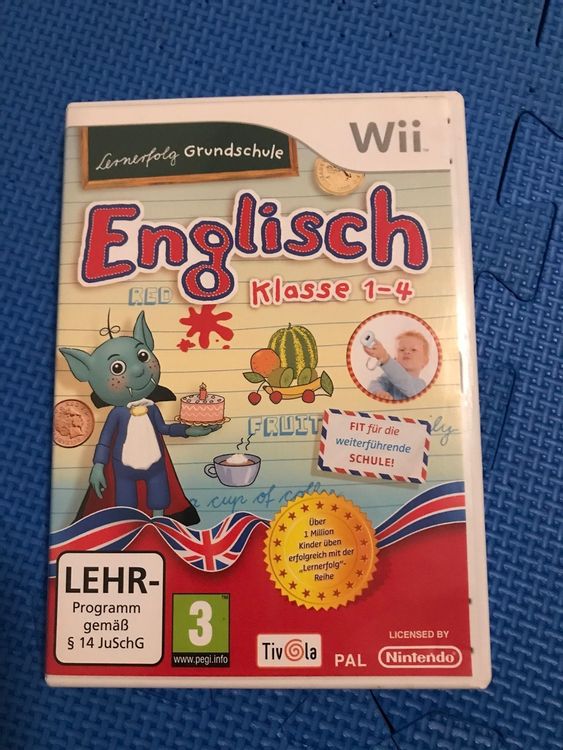 Lernerfolg Grundschule
Wii™
Englisch
Klasse 1-4
RED
FRUIT
FIT für die
weiterführende
SCHULE!
a cup of
Über
1 Million
Kinder üben
erfolgreich mit der
„Lernerfolg"-
Reihe
LEHR-
Programm
gemäß
§ 14 JuSchG
3
www.pegi.info
Tivola
PAL
LICENSED BY
Nintendo